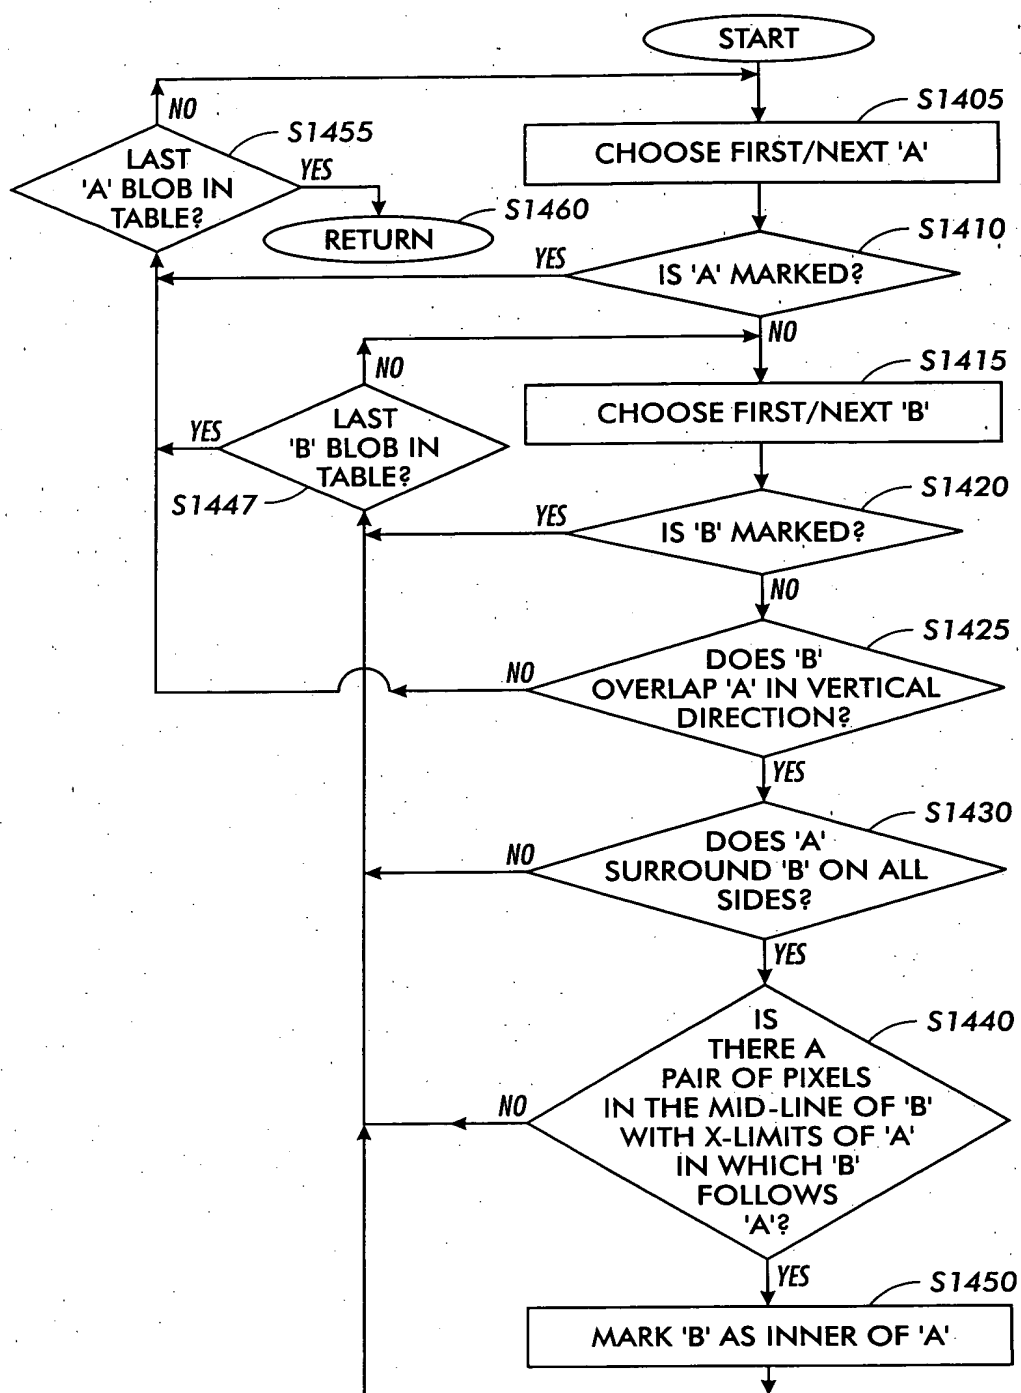 START
NO
S1405
S1455
CHOOSE FIRST/NEXT 'A'
LAST
'A' BLOB IN
TABLE?
YES
S1460
RETURN
S1410
YES
IS 'A' MARKED?
NO
NO
S1415
CHOOSE FIRST/NEXT 'B'
LAST
'B' BLOB IN
TABLE?
YES
S1447
S1420
YES
IS 'B' MARKED?
NO
S1425
DOES 'B'
OVERLAP 'A' IN VERTICAL
DIRECTION?
NO
YES
S1430
DOES 'A'
SURROUND 'B' ON ALL
SIDES?
NO
YES
S1440
IS
THERE A
PAIR OF PIXELS
IN THE MID-LINE OF 'B'
WITH X-LIMITS OF 'A'
IN WHICH 'B'
FOLLOWS
'A'?
NO
YES
S1450
MARK 'B' AS INNER OF 'A'